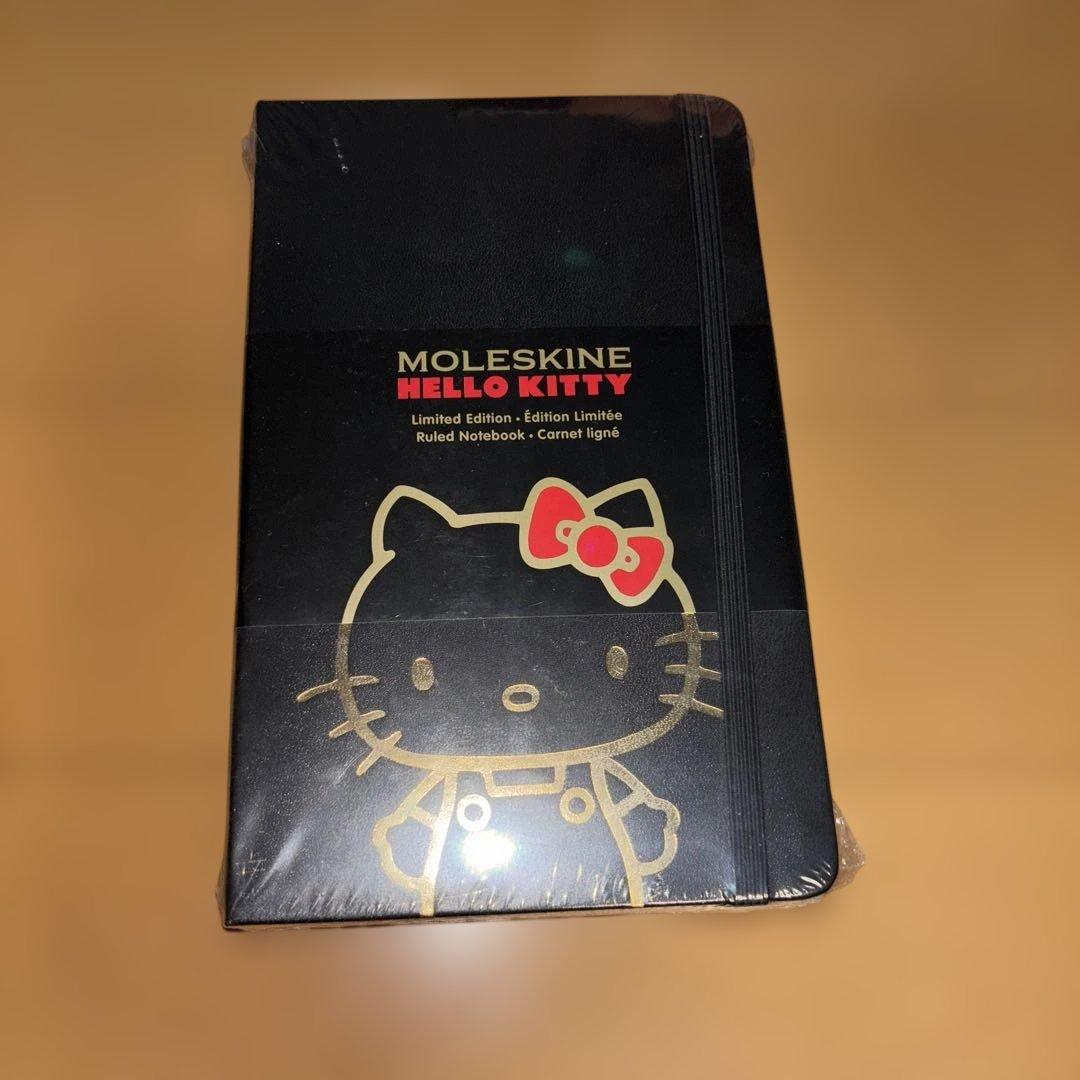 MOLESKINE
HELLO KITTY
Limited Edition • Édition Limitée
Ruled Notebook • Carnet ligné